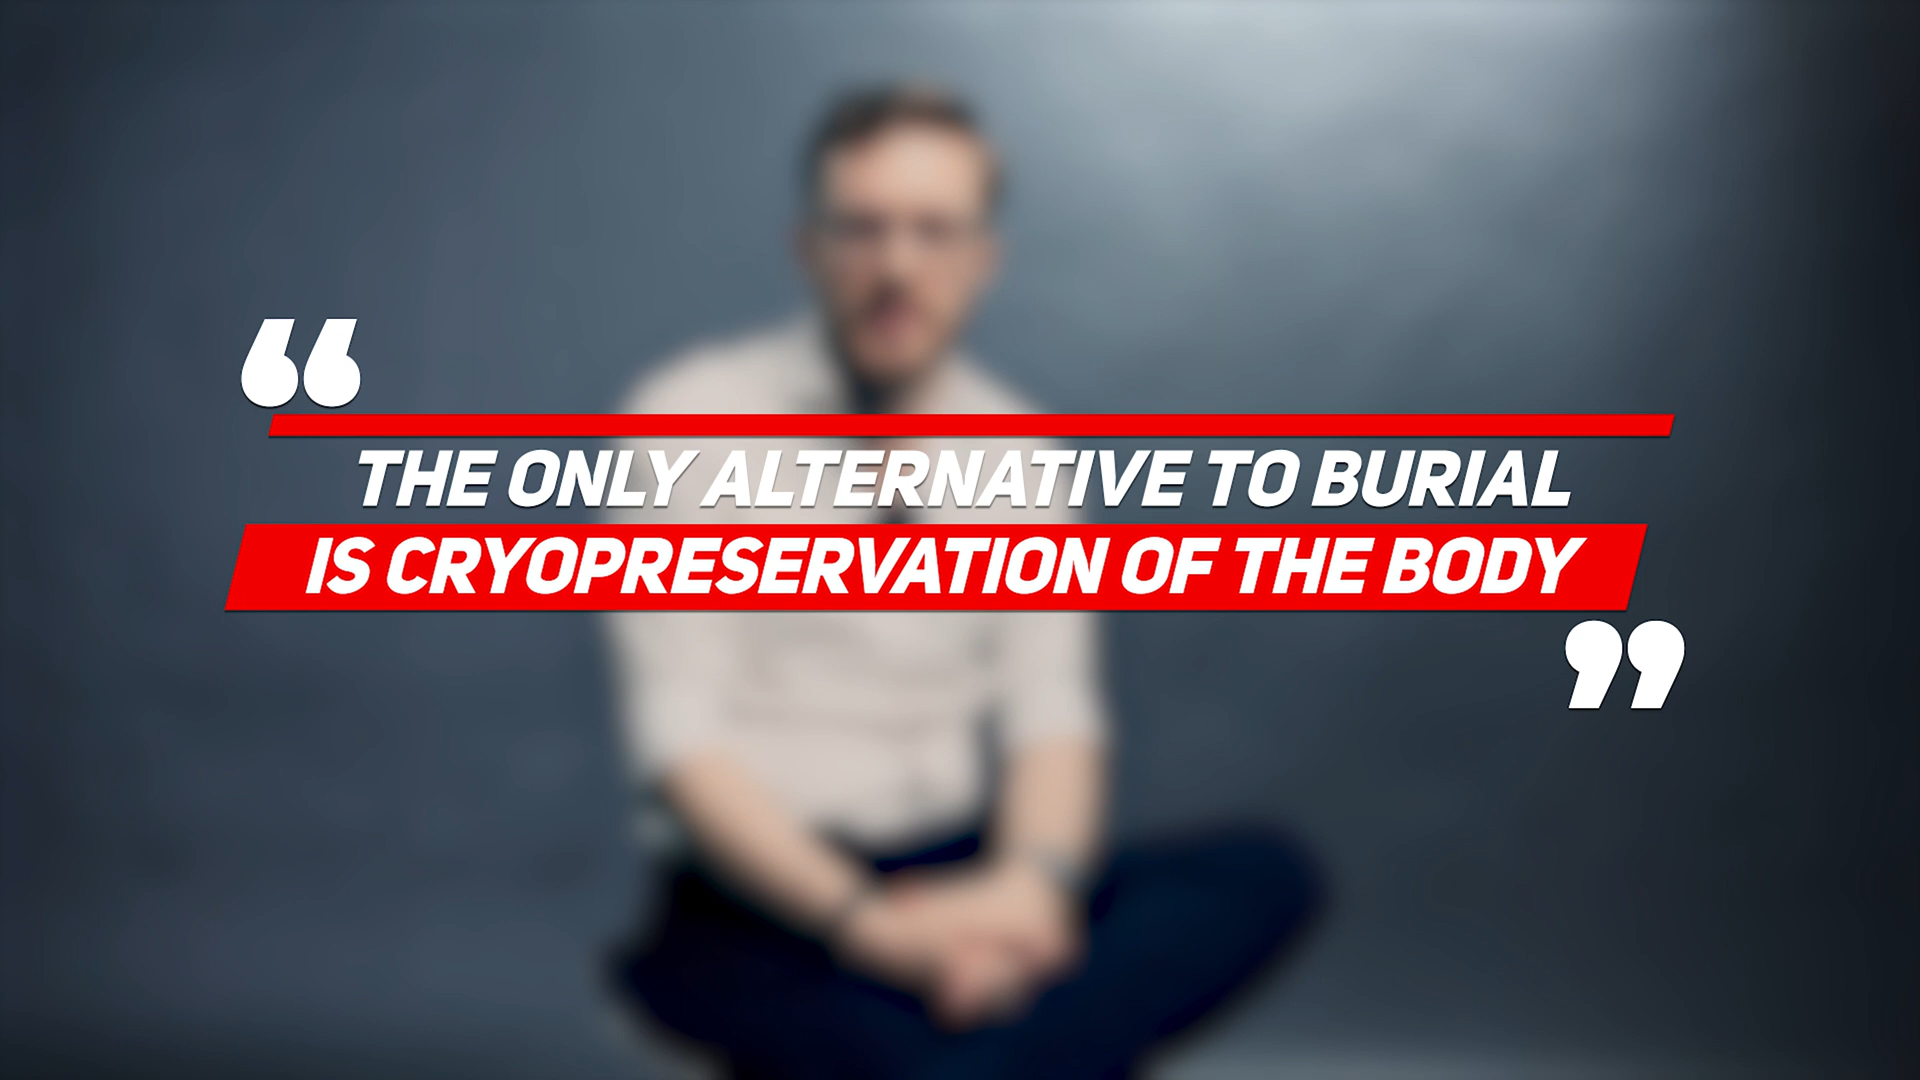 “
THE ONLY ALTERNATIVE TO BURIAL
IS CRYOPRESERVATION OF THE BODY
”